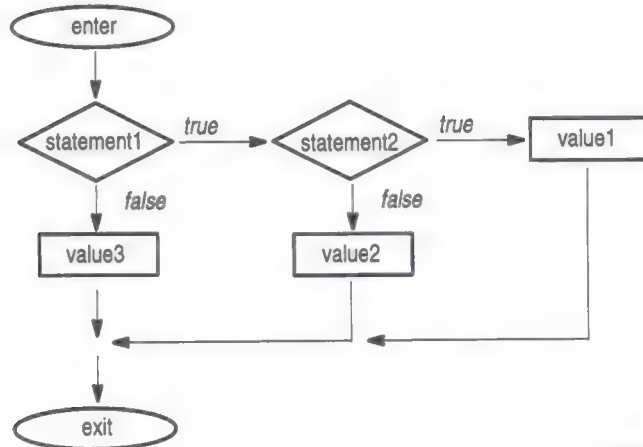 enter
statement1
true
statement2
true
value1
false
false
value3
value2
exit